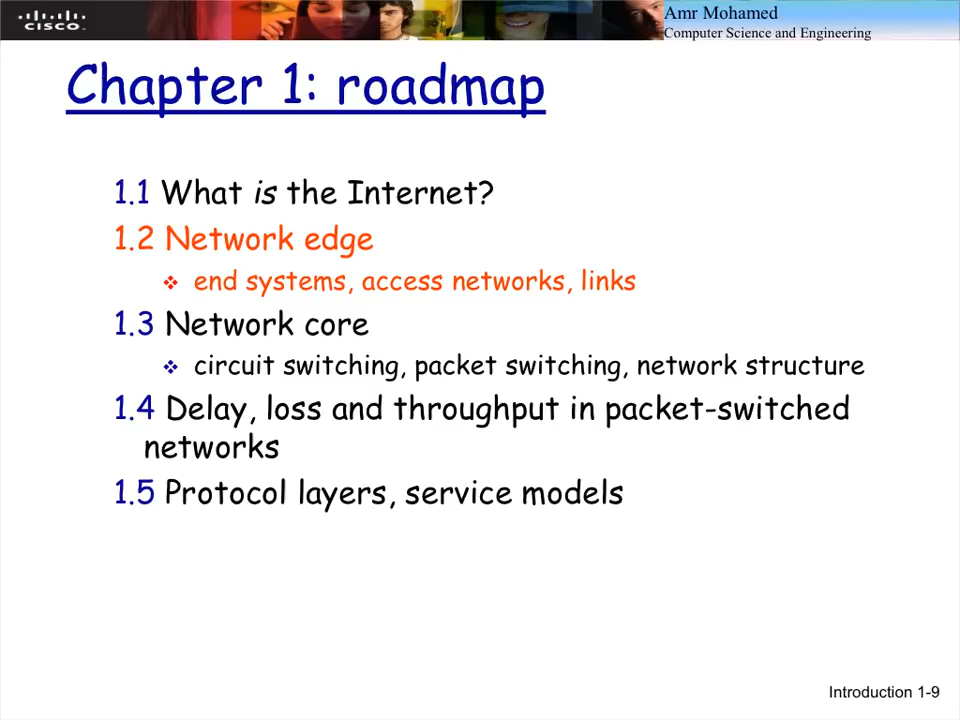 CISCO
Amr Mohamed
Computer Science and Engineering
Chapter 1: roadmap
1.1 What is the Internet?
1.2 Network edge
❖ end systems, access networks, links
1.3 Network core
❖ circuit switching, packet switching, network structure
1.4 Delay, loss and throughput in packet-switched
networks
1.5 Protocol layers, service models
Introduction 1-9